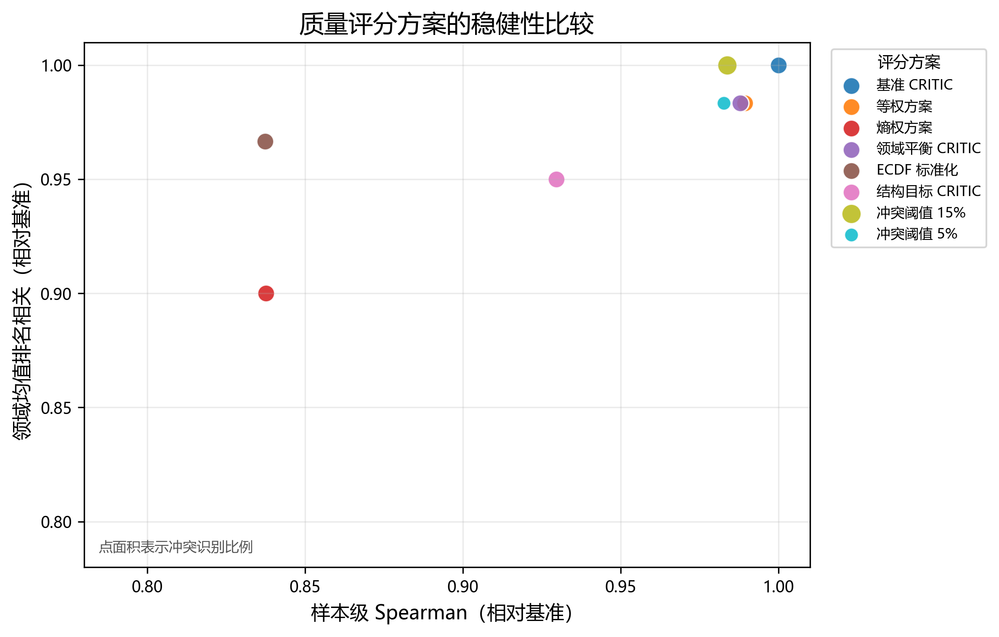 质量评分方案的稳健性比较
领域均值排名相关（相对基准）
1.00
0.95
0.90
0.85
0.80
点面积表示冲突识别比例
0.80
0.85
0.90
0.95
1.00
样本级 Spearman（相对基准）
评分方案
基准 CRITIC
等权方案
熵权方案
领域平衡 CRITIC
ECDF 标准化
结构目标 CRITIC
冲突阈值 15%
冲突阈值 5%